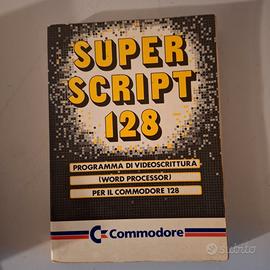 SUPER
SCRIPT
128
PROGRAMMA DI VIDEOSCRITTURA
(WORD PROCESSOR)
PER IL COMMODORE 128
Commodore
subito